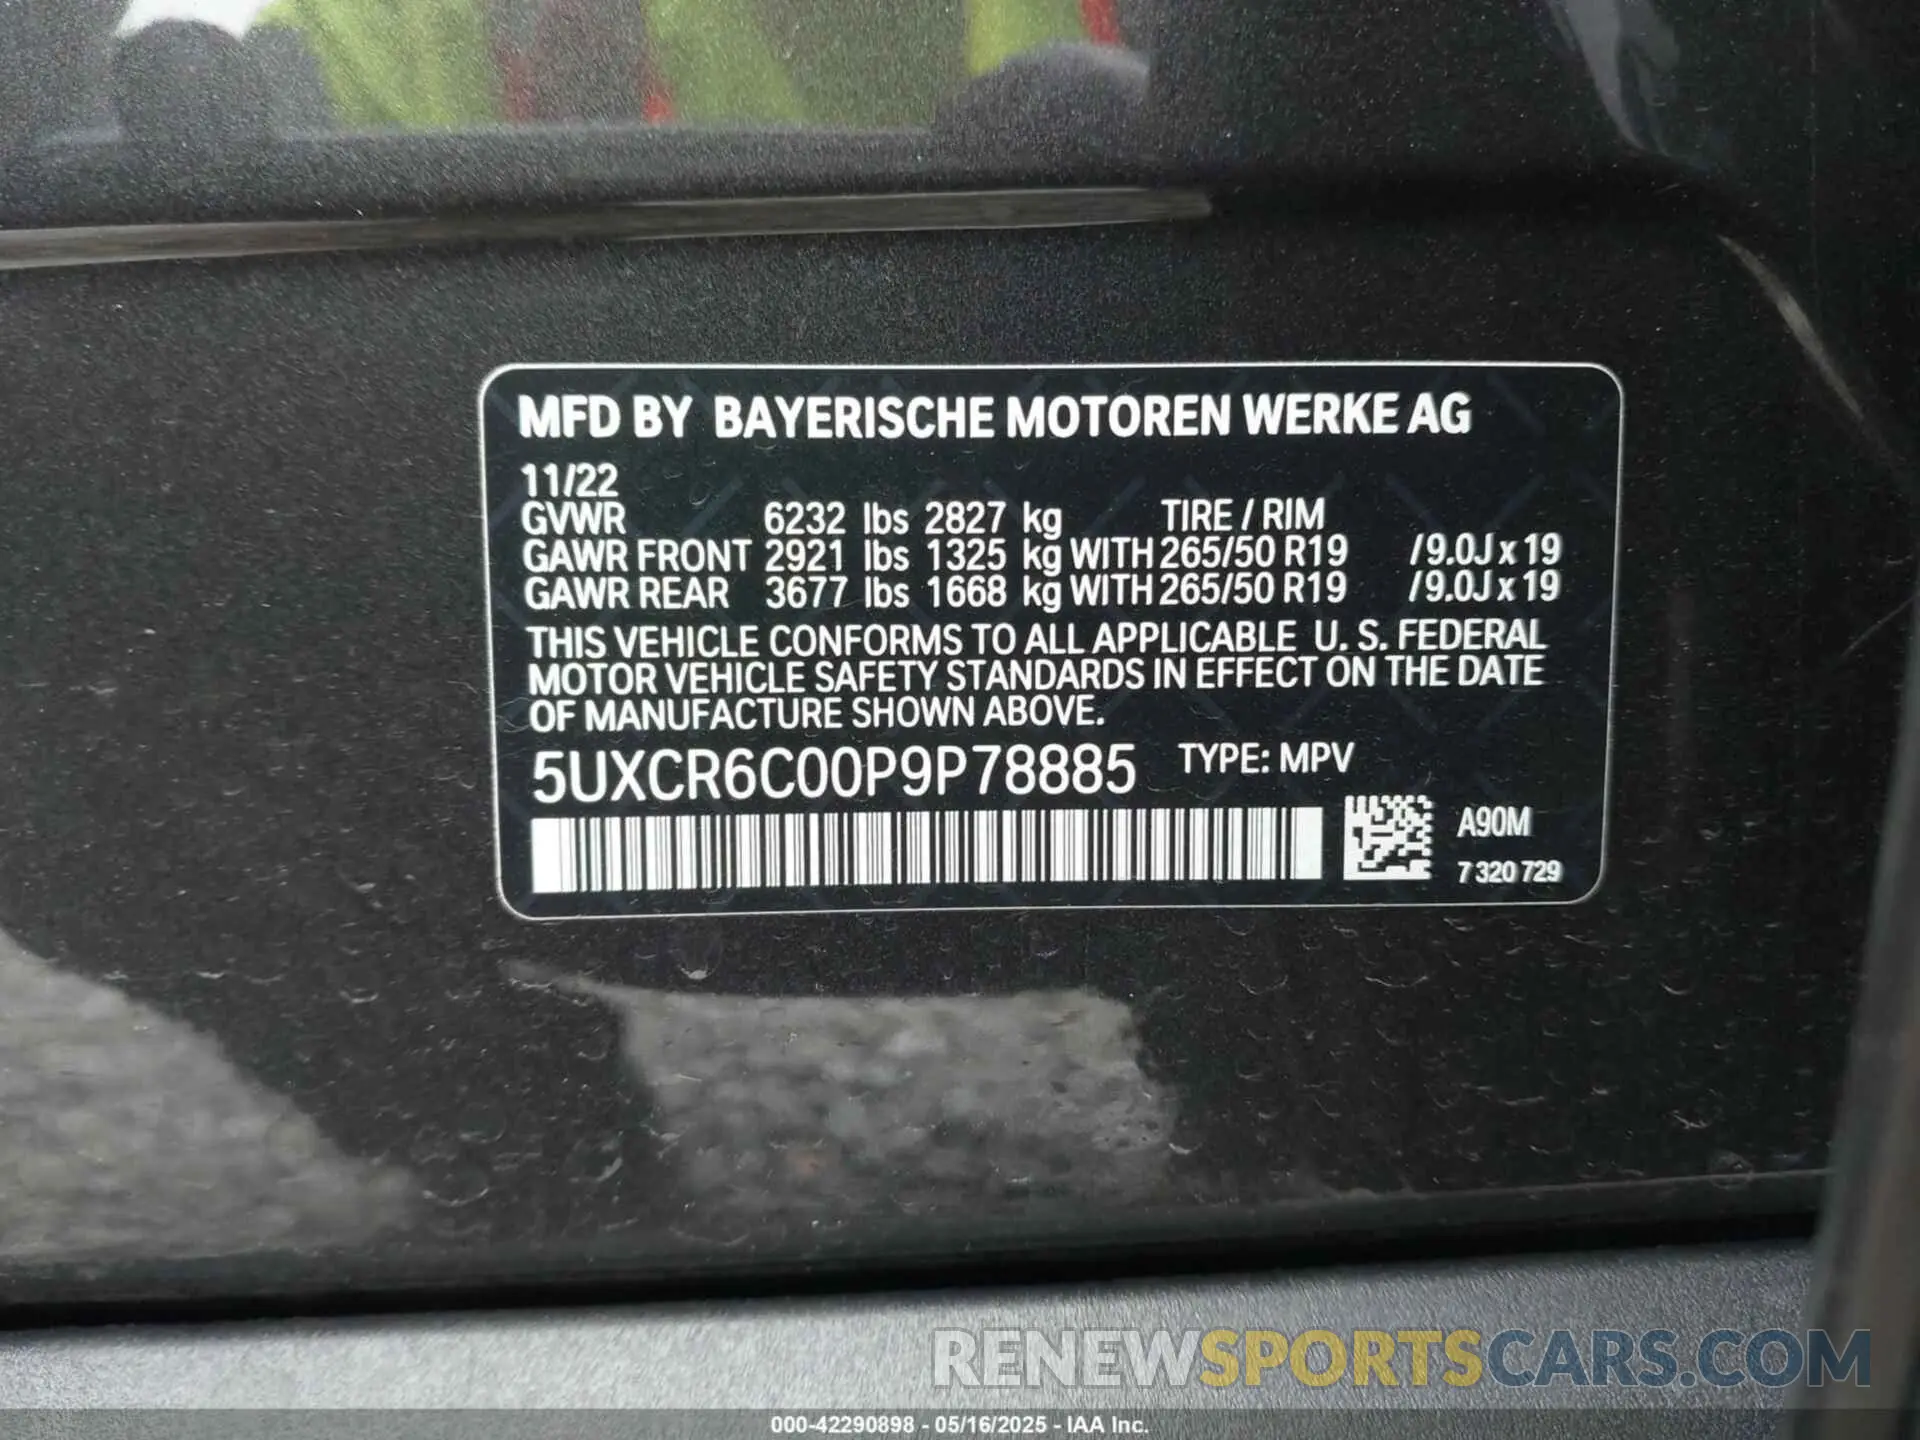 MFD BY BAYERISCHE MOTOREN WERKE AG
11/22
GVWR 6232 lbs 2827 kg TIRE / RIM
GAWR FRONT 2921 lbs 1325 kg WITH 265/50 R19 /9.0J x 19
GAWR REAR 3677 lbs 1668 kg WITH 265/50 R19 /9.0J x 19
THIS VEHICLE CONFORMS TO ALL APPLICABLE U. S. FEDERAL
MOTOR VEHICLE SAFETY STANDARDS IN EFFECT ON THE DATE
OF MANUFACTURE SHOWN ABOVE.
5UXCR6C00P9P78885 TYPE: MPV
A90M
7 320 729
RENEWSPORTSCARS.COM
000-42290898 - 05/16/2025 - IAA Inc.